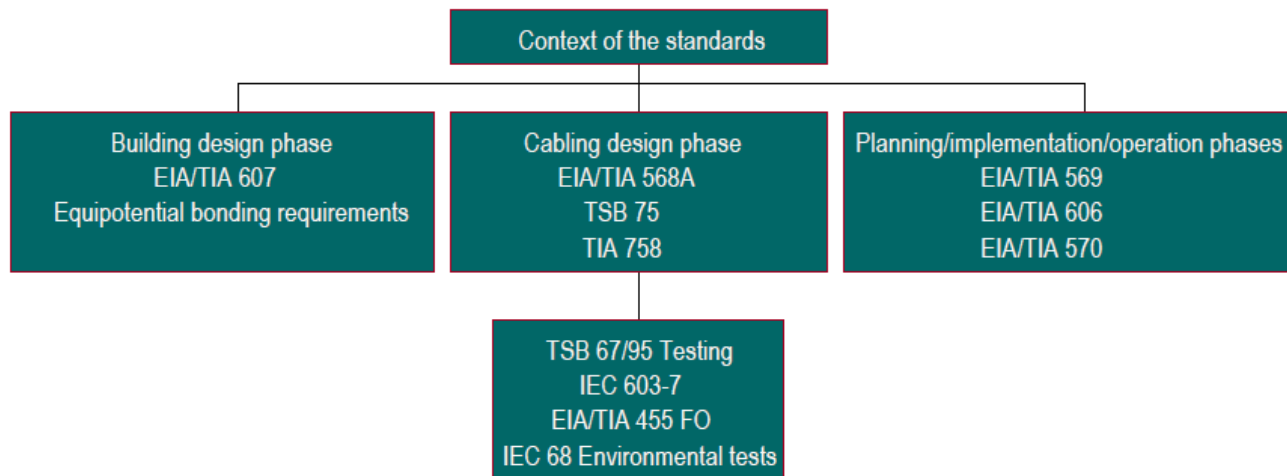 Context of the standards
Building design phase
EIA/TIA 607
Equipotential bonding requirements
Cabling design phase
EIA/TIA 568A
TSB 75
TIA 758
Planning/implementation/operation phases
EIA/TIA 569
EIA/TIA 606
EIA/TIA 570
TSB 67/95 Testing
IEC 603-7
EIA/TIA 455 FO
IEC 68 Environmental tests